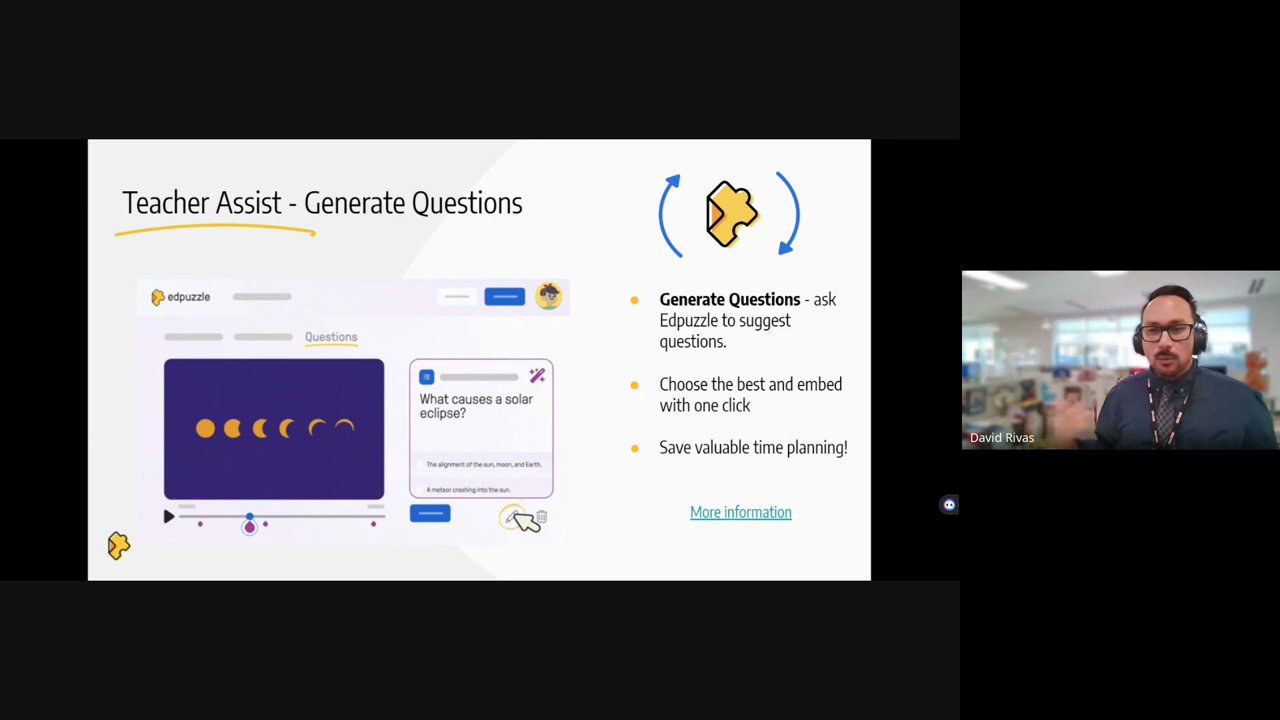 Teacher Assist - Generate Questions
edpuzzle
Questions
What causes a solar
eclipse?
The alignment of the sun, moon, and Earth.
A meteor crashing into the sun.
Generate Questions - ask
Edpuzzle to suggest
questions.
Choose the best and embed
with one click
Save valuable time planning!
More information
David Rivas